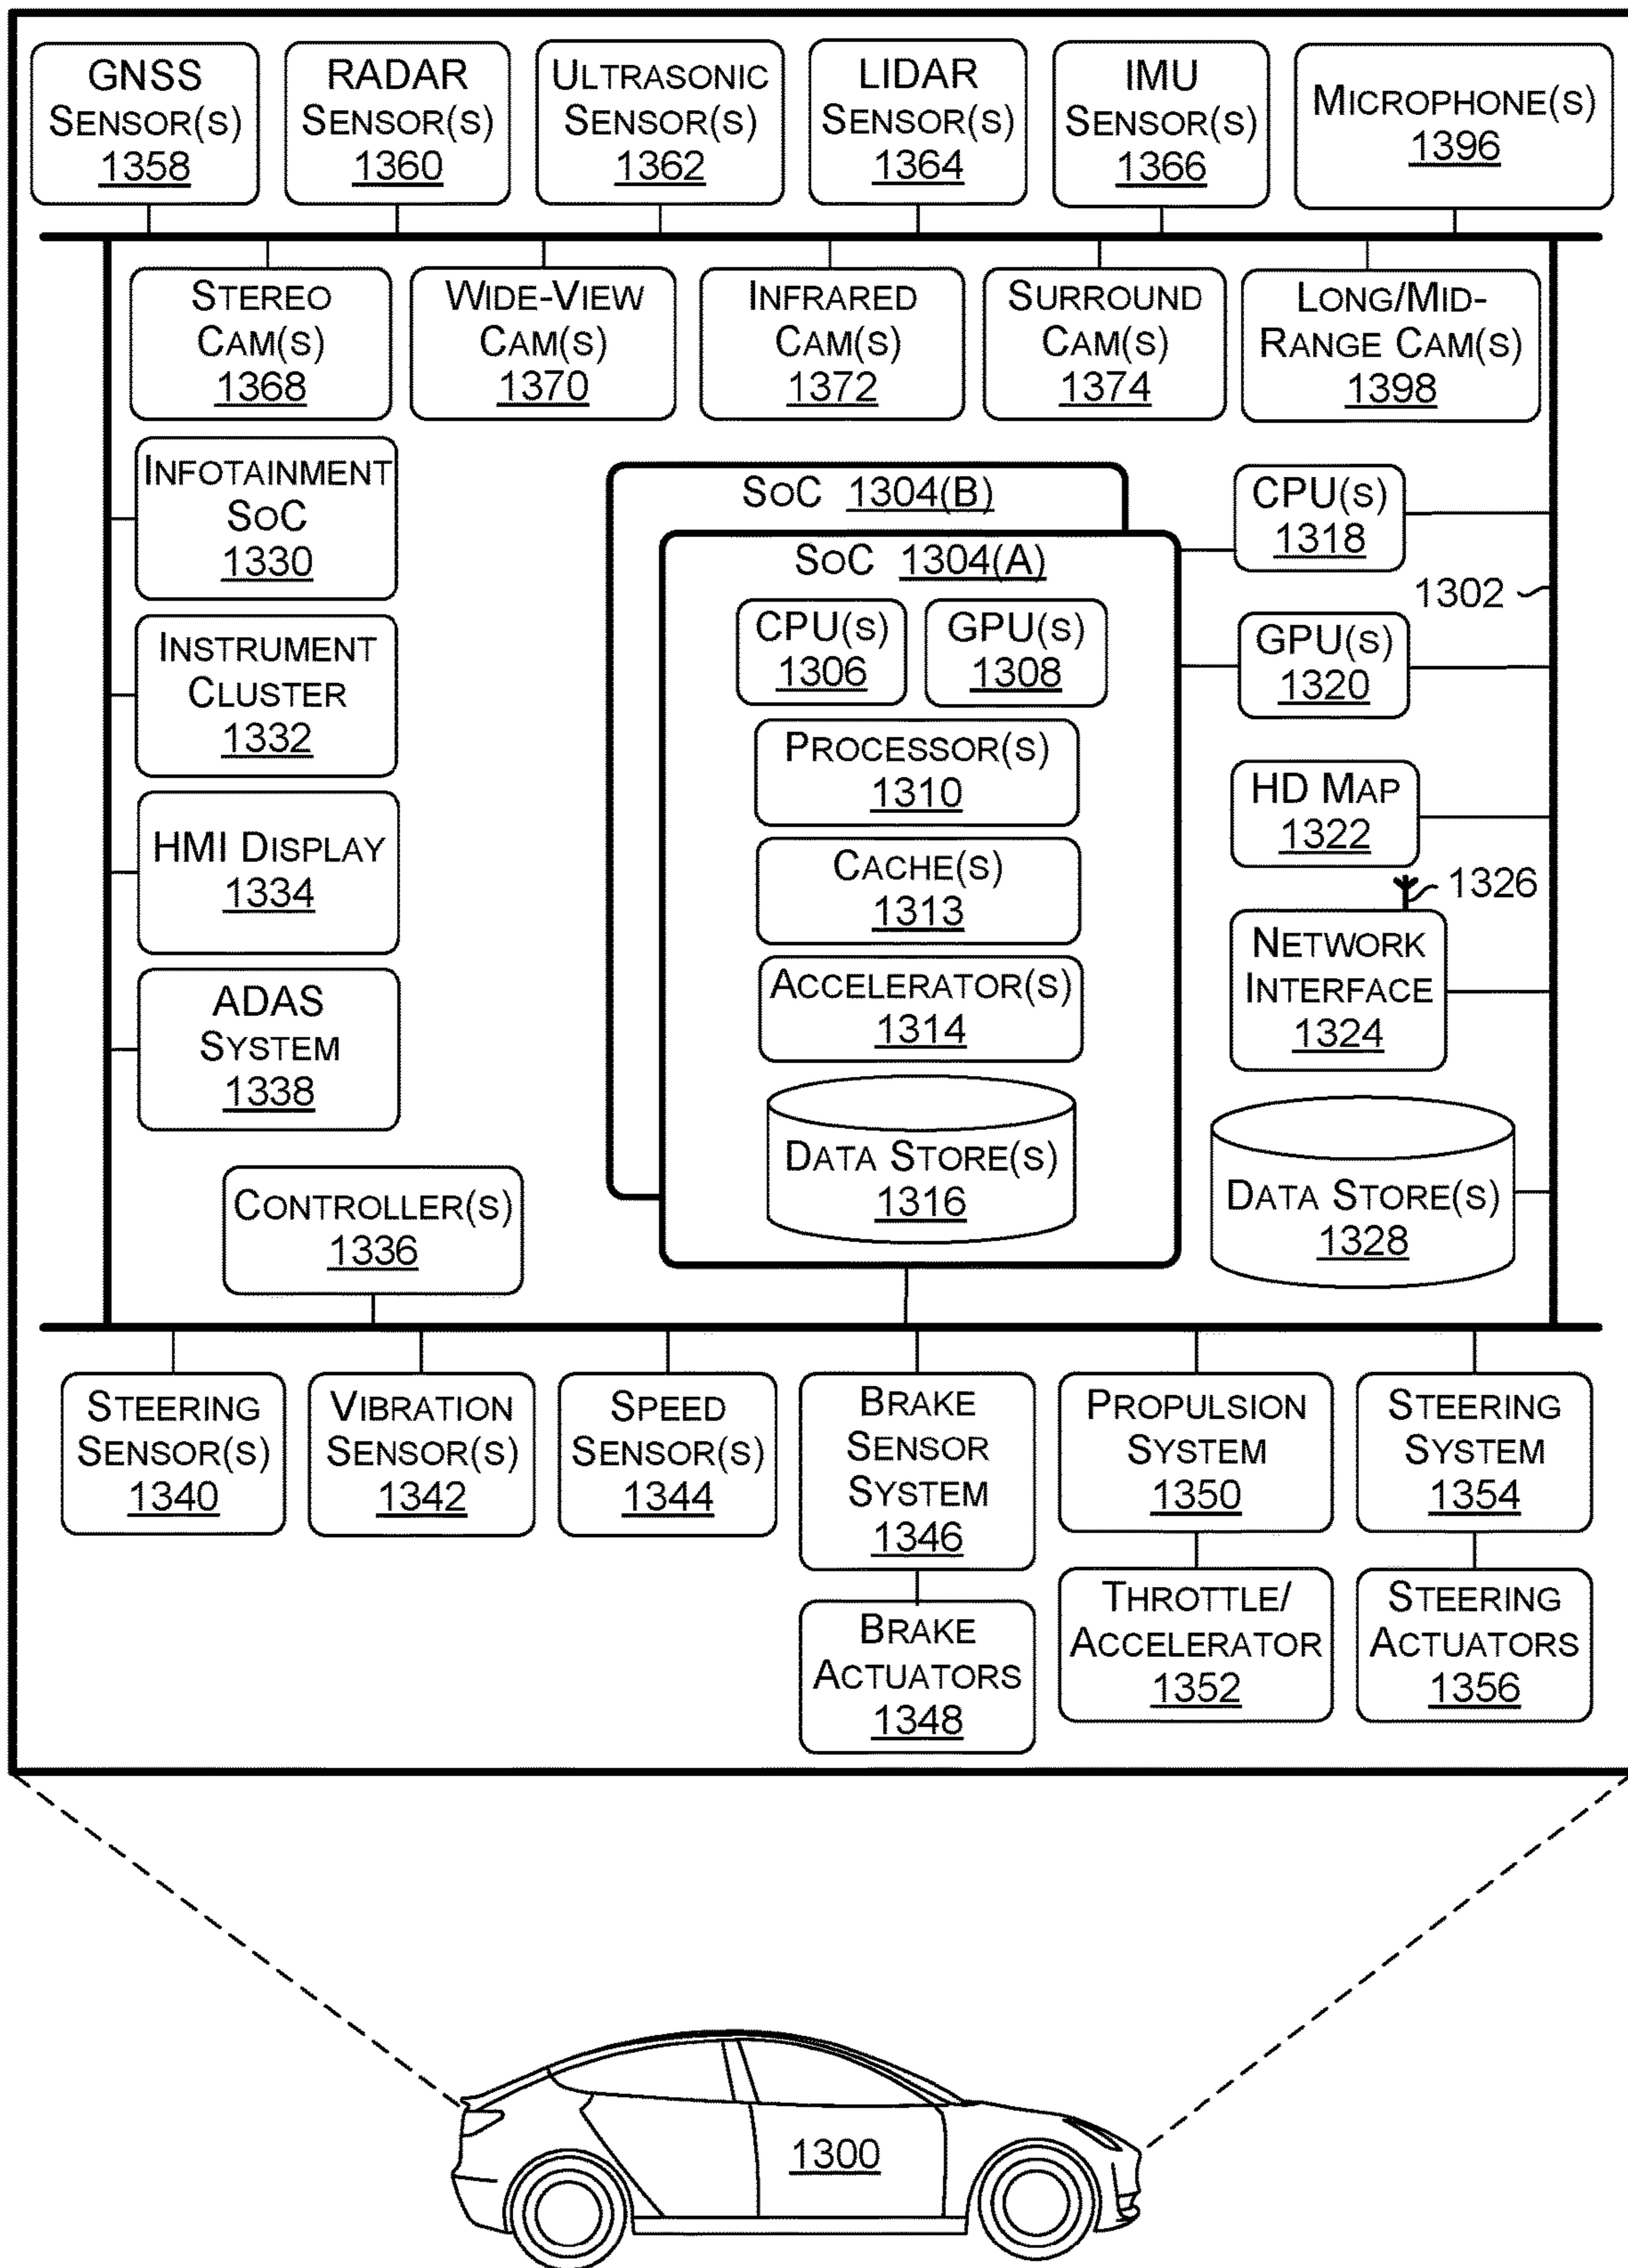 GNSS
SENSOR(S)
1358
RADAR
SENSOR(S)
1360
ULTRASONIC
SENSOR(S)
1362
LIDAR
SENSOR(S)
1364
IMU
SENSOR(S)
1366
MICROPHONE(S)
1396
STEREO
CAM(S)
1368
WIDE-VIEW
CAM(S)
1370
INFRARED
CAM(S)
1372
SURROUND
CAM(S)
1374
LONG/MID-
RANGE CAM(S)
1398
INFOTAINMENT
SOC
1330
INSTRUMENT
CLUSTER
1332
HMI DISPLAY
1334
ADAS
SYSTEM
1338
CONTROLLER(S)
1336
SOC 1304(B)
SOC 1304(A)
CPU(S)
1306
GPU(S)
1308
PROCESSOR(S)
1310
CACHE(S)
1313
ACCELERATOR(S)
1314
DATA STORE(S)
1316
CPU(S)
1318
1302
GPU(S)
1320
HD MAP
1322
1326
NETWORK
INTERFACE
1324
DATA STORE(S)
1328
STEERING
SENSOR(S)
1340
VIBRATION
SENSOR(S)
1342
SPEED
SENSOR(S)
1344
BRAKE
SENSOR
SYSTEM
1346
BRAKE
ACTUATORS
1348
PROPULSION
SYSTEM
1350
THROTTLE/
ACCELERATOR
1352
STEERING
SYSTEM
1354
STEERING
ACTUATORS
1356
1300